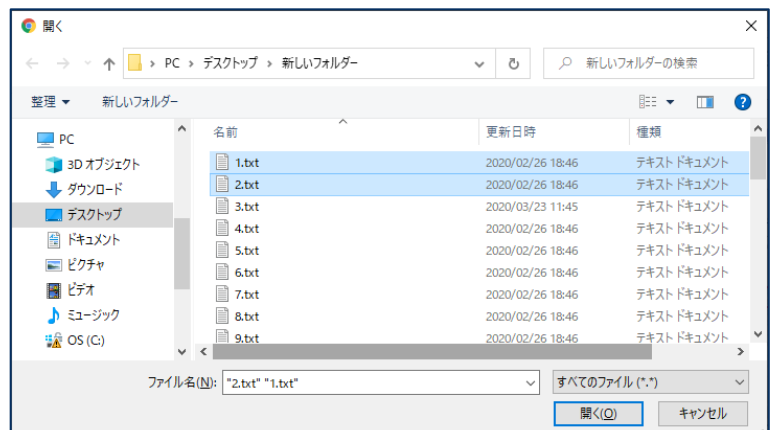 開く
PC › デスクトップ › 新しいフォルダー
新しいフォルダーの検索
整理 新しいフォルダー
名前 更新日時 種類
PC
3D オブジェクト
ダウンロード
デスクトップ
ドキュメント
ピクチャ
ビデオ
ミュージック
OS (C:)
1.txt 2020/02/26 18:46 テキスト ドキュメント
2.txt 2020/02/26 18:46 テキスト ドキュメント
3.txt 2020/03/23 11:45 テキスト ドキュメント
4.txt 2020/02/26 18:46 テキスト ドキュメント
5.txt 2020/02/26 18:46 テキスト ドキュメント
6.txt 2020/02/26 18:46 テキスト ドキュメント
7.txt 2020/02/26 18:46 テキスト ドキュメント
8.txt 2020/02/26 18:46 テキスト ドキュメント
9.txt 2020/02/26 18:46 テキスト ドキュメント
ファイル名(N): "2.txt" "1.txt" すべてのファイル (*.*)
開く(O) キャンセル